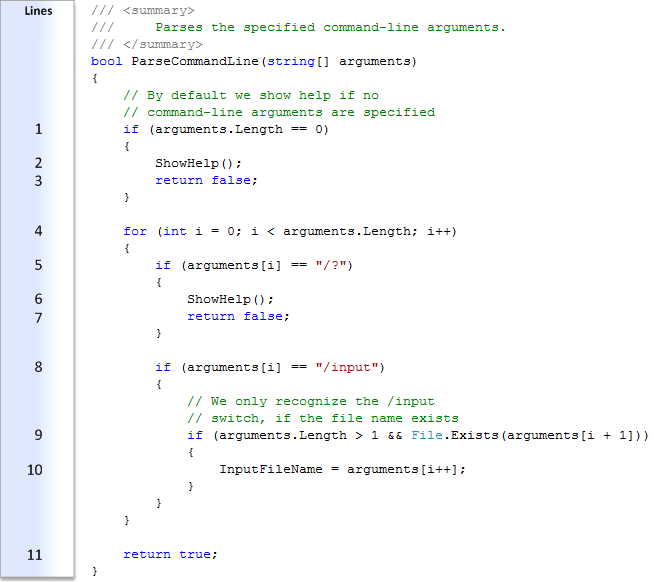 Lines
/// <summary>
///     Parses the specified command-line arguments.
/// </summary>
bool ParseCommandLine(string[] arguments)
{
    // By default we show help if no
    // command-line arguments are specified
1    if (arguments.Length == 0)
    {
2        ShowHelp();
3        return false;
    }
4    for (int i = 0; i < arguments.Length; i++)
    {
5        if (arguments[i] == "/?")
        {
6            ShowHelp();
7            return false;
        }
8        if (arguments[i] == "/input")
        {
            // We only recognize the /input
            // switch, if the file name exists
9            if (arguments.Length > 1 && File.Exists(arguments[i + 1]))
            {
10                InputFileName = arguments[i++];
            }
        }
    }
11    return true;
}